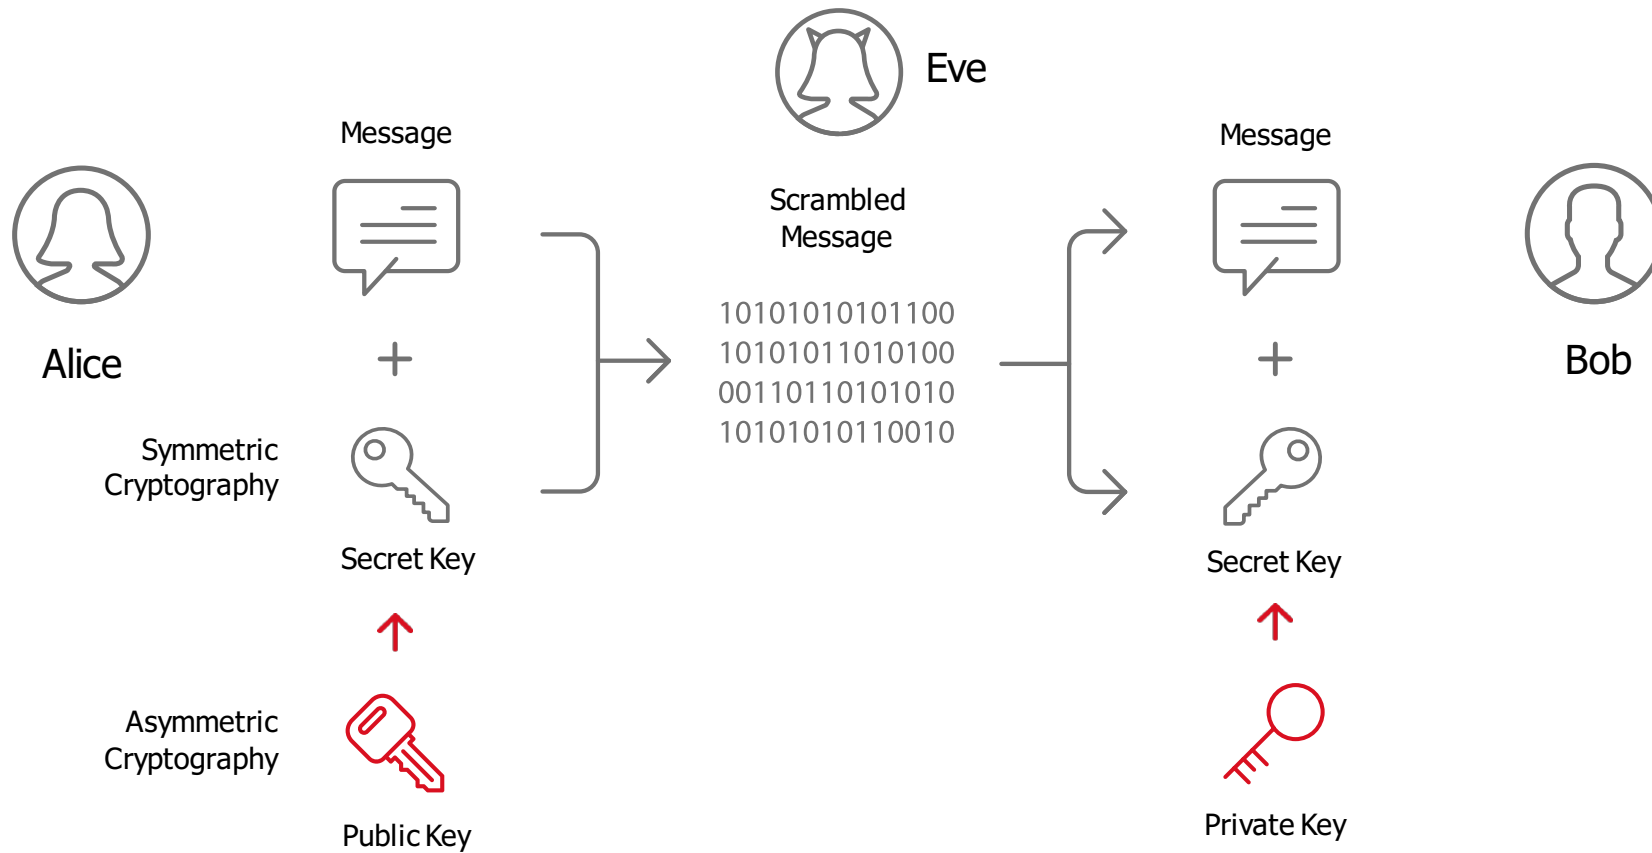 Eve
Message
Message
Scrambled
Message
10101010101100
10101011010100
00110110101010
10101010110010
Alice
Bob
Symmetric
Cryptography
Secret Key
Secret Key
Asymmetric
Cryptography
Public Key
Private Key